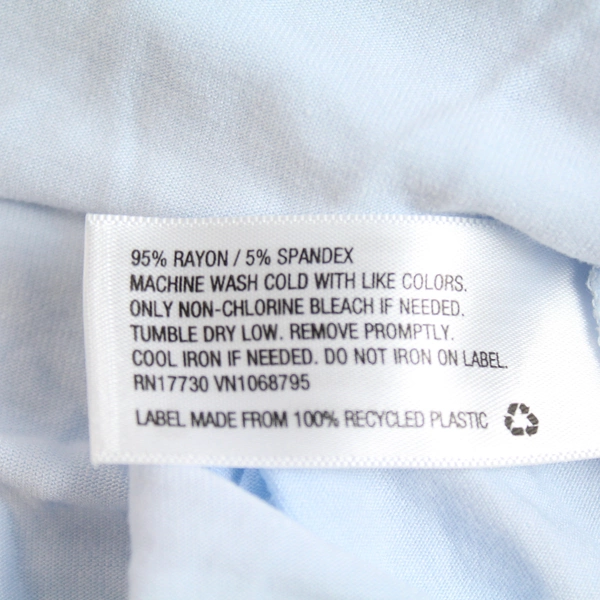 95% RAYON / 5% SPANDEX
MACHINE WASH COLD WITH LIKE COLORS.
ONLY NON-CHLORINE BLEACH IF NEEDED.
TUMBLE DRY LOW. REMOVE PROMPTLY.
COOL IRON IF NEEDED. DO NOT IRON ON LABEL.
RN17730 VN1068795
LABEL MADE FROM 100% RECYCLED PLASTIC